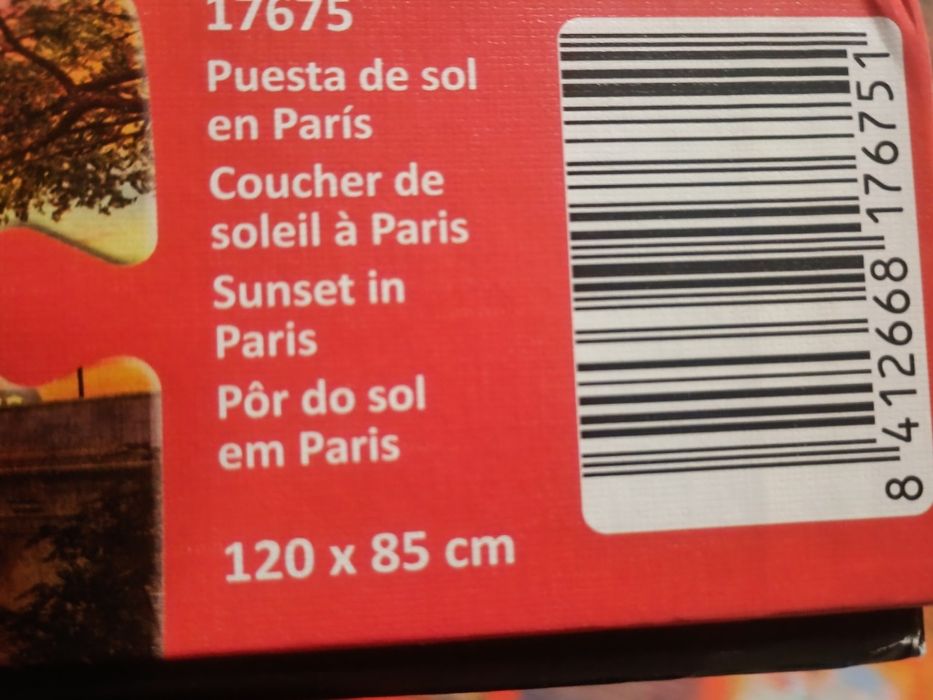 17675
Puesta de sol
en París
Coucher de
soleil à Paris
Sunset in
Paris
Pôr do sol
em Paris
120 x 85 cm
8 412668 176751